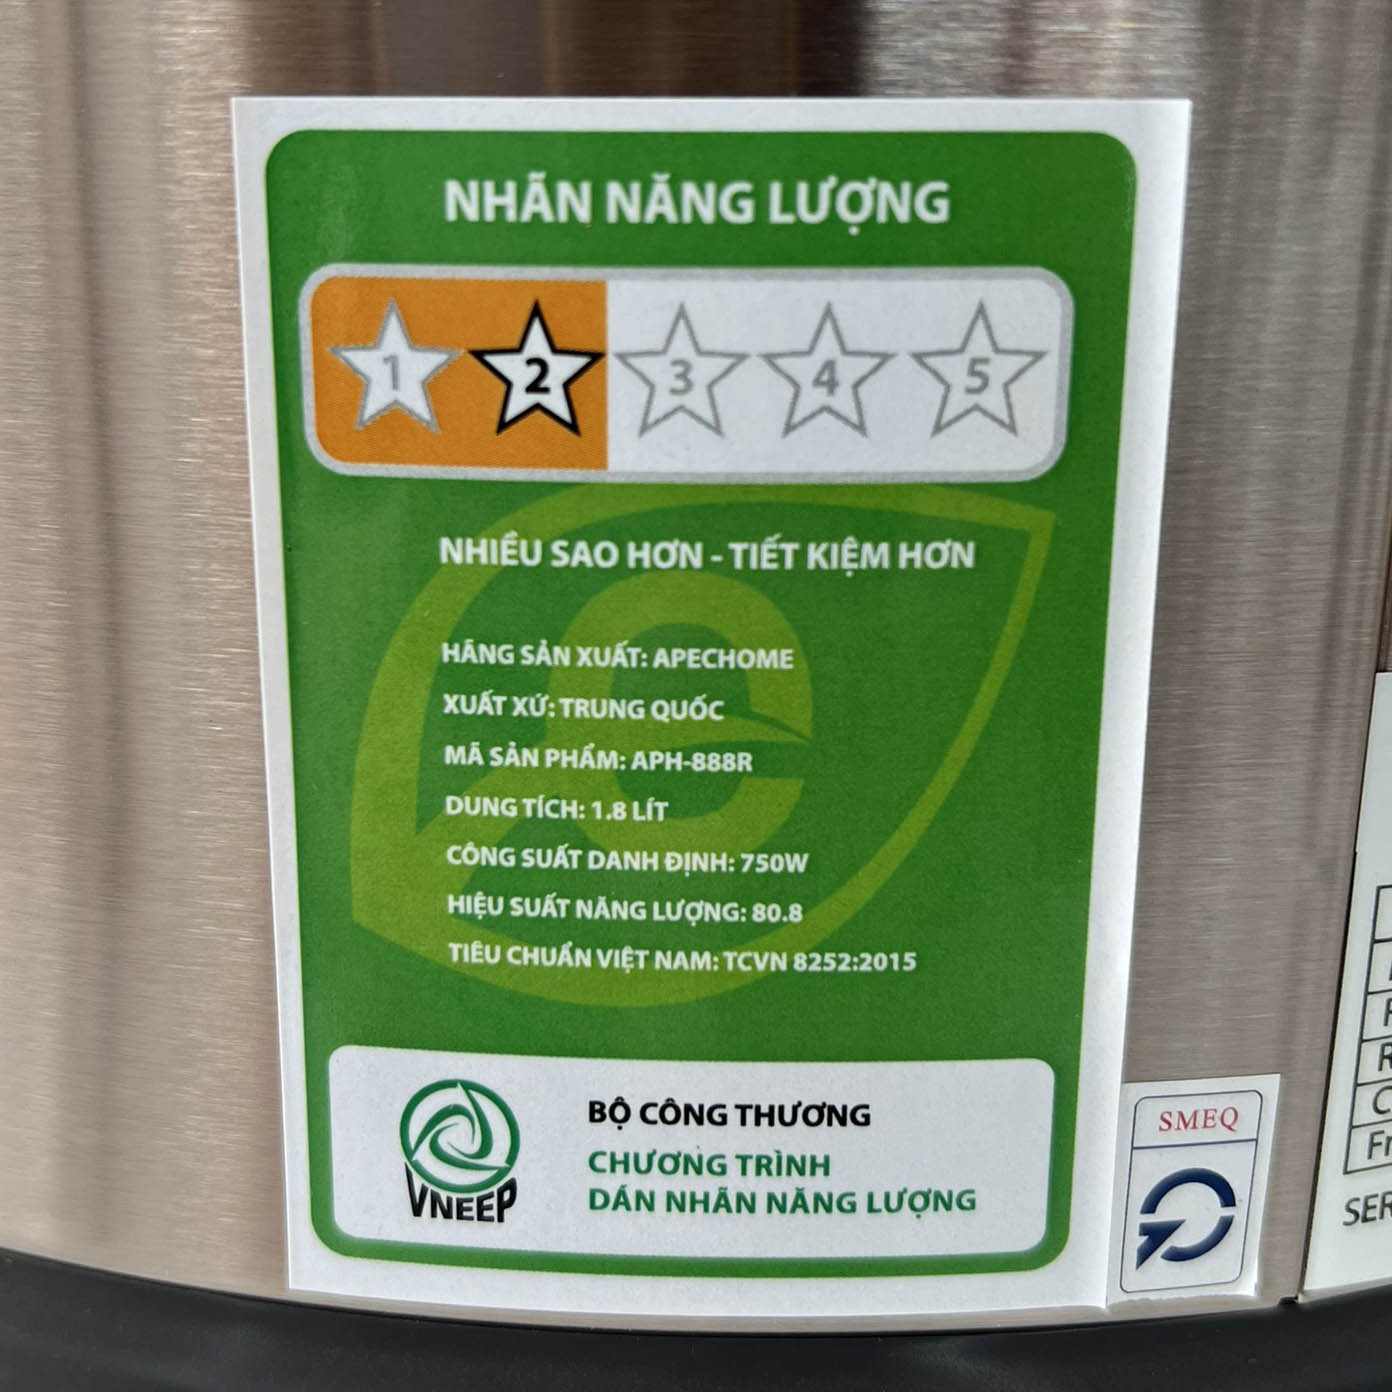 NHÃN NĂNG LƯỢNG
1 2 3 4 5
NHIỀU SAO HƠN - TIẾT KIỆM HƠN
HÃNG SẢN XUẤT: APECHOME
XUẤT XỨ: TRUNG QUỐC
MÃ SẢN PHẨM: APH-888R
DUNG TÍCH: 1.8 LÍT
CÔNG SUẤT DANH ĐỊNH: 750W
HIỆU SUẤT NĂNG LƯỢNG: 80.8
TIÊU CHUẨN VIỆT NAM: TCVN 8252:2015
VNEEP
BỘ CÔNG THƯƠNG
CHƯƠNG TRÌNH
DÁN NHÃN NĂNG LƯỢNG
SMEQ